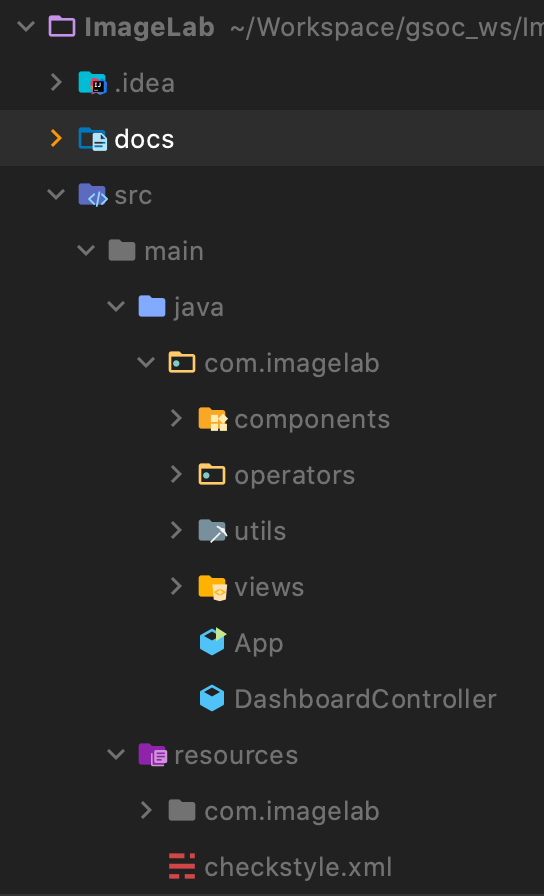 ImageLab ~/Workspace/gsoc_ws/Im
.idea
docs
src
main
java
com.imagelab
components
operators
utils
views
App
DashboardController
resources
com.imagelab
checkstyle.xml